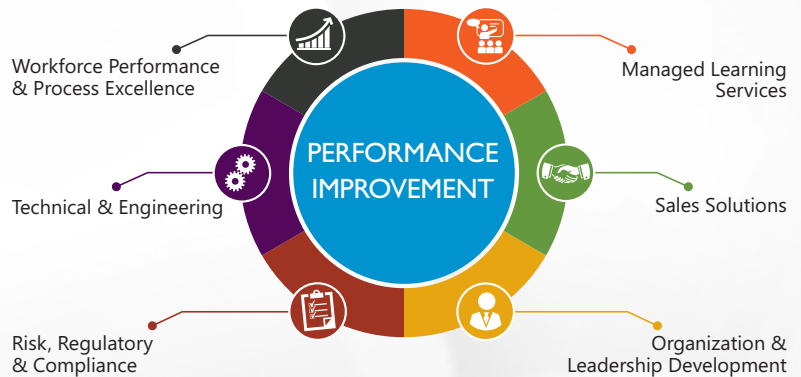 Workforce Performance
& Process Excellence
Managed Learning
Services
PERFORMANCE
IMPROVEMENT
Technical & Engineering
Sales Solutions
Risk, Regulatory
& Compliance
Organization &
Leadership Development